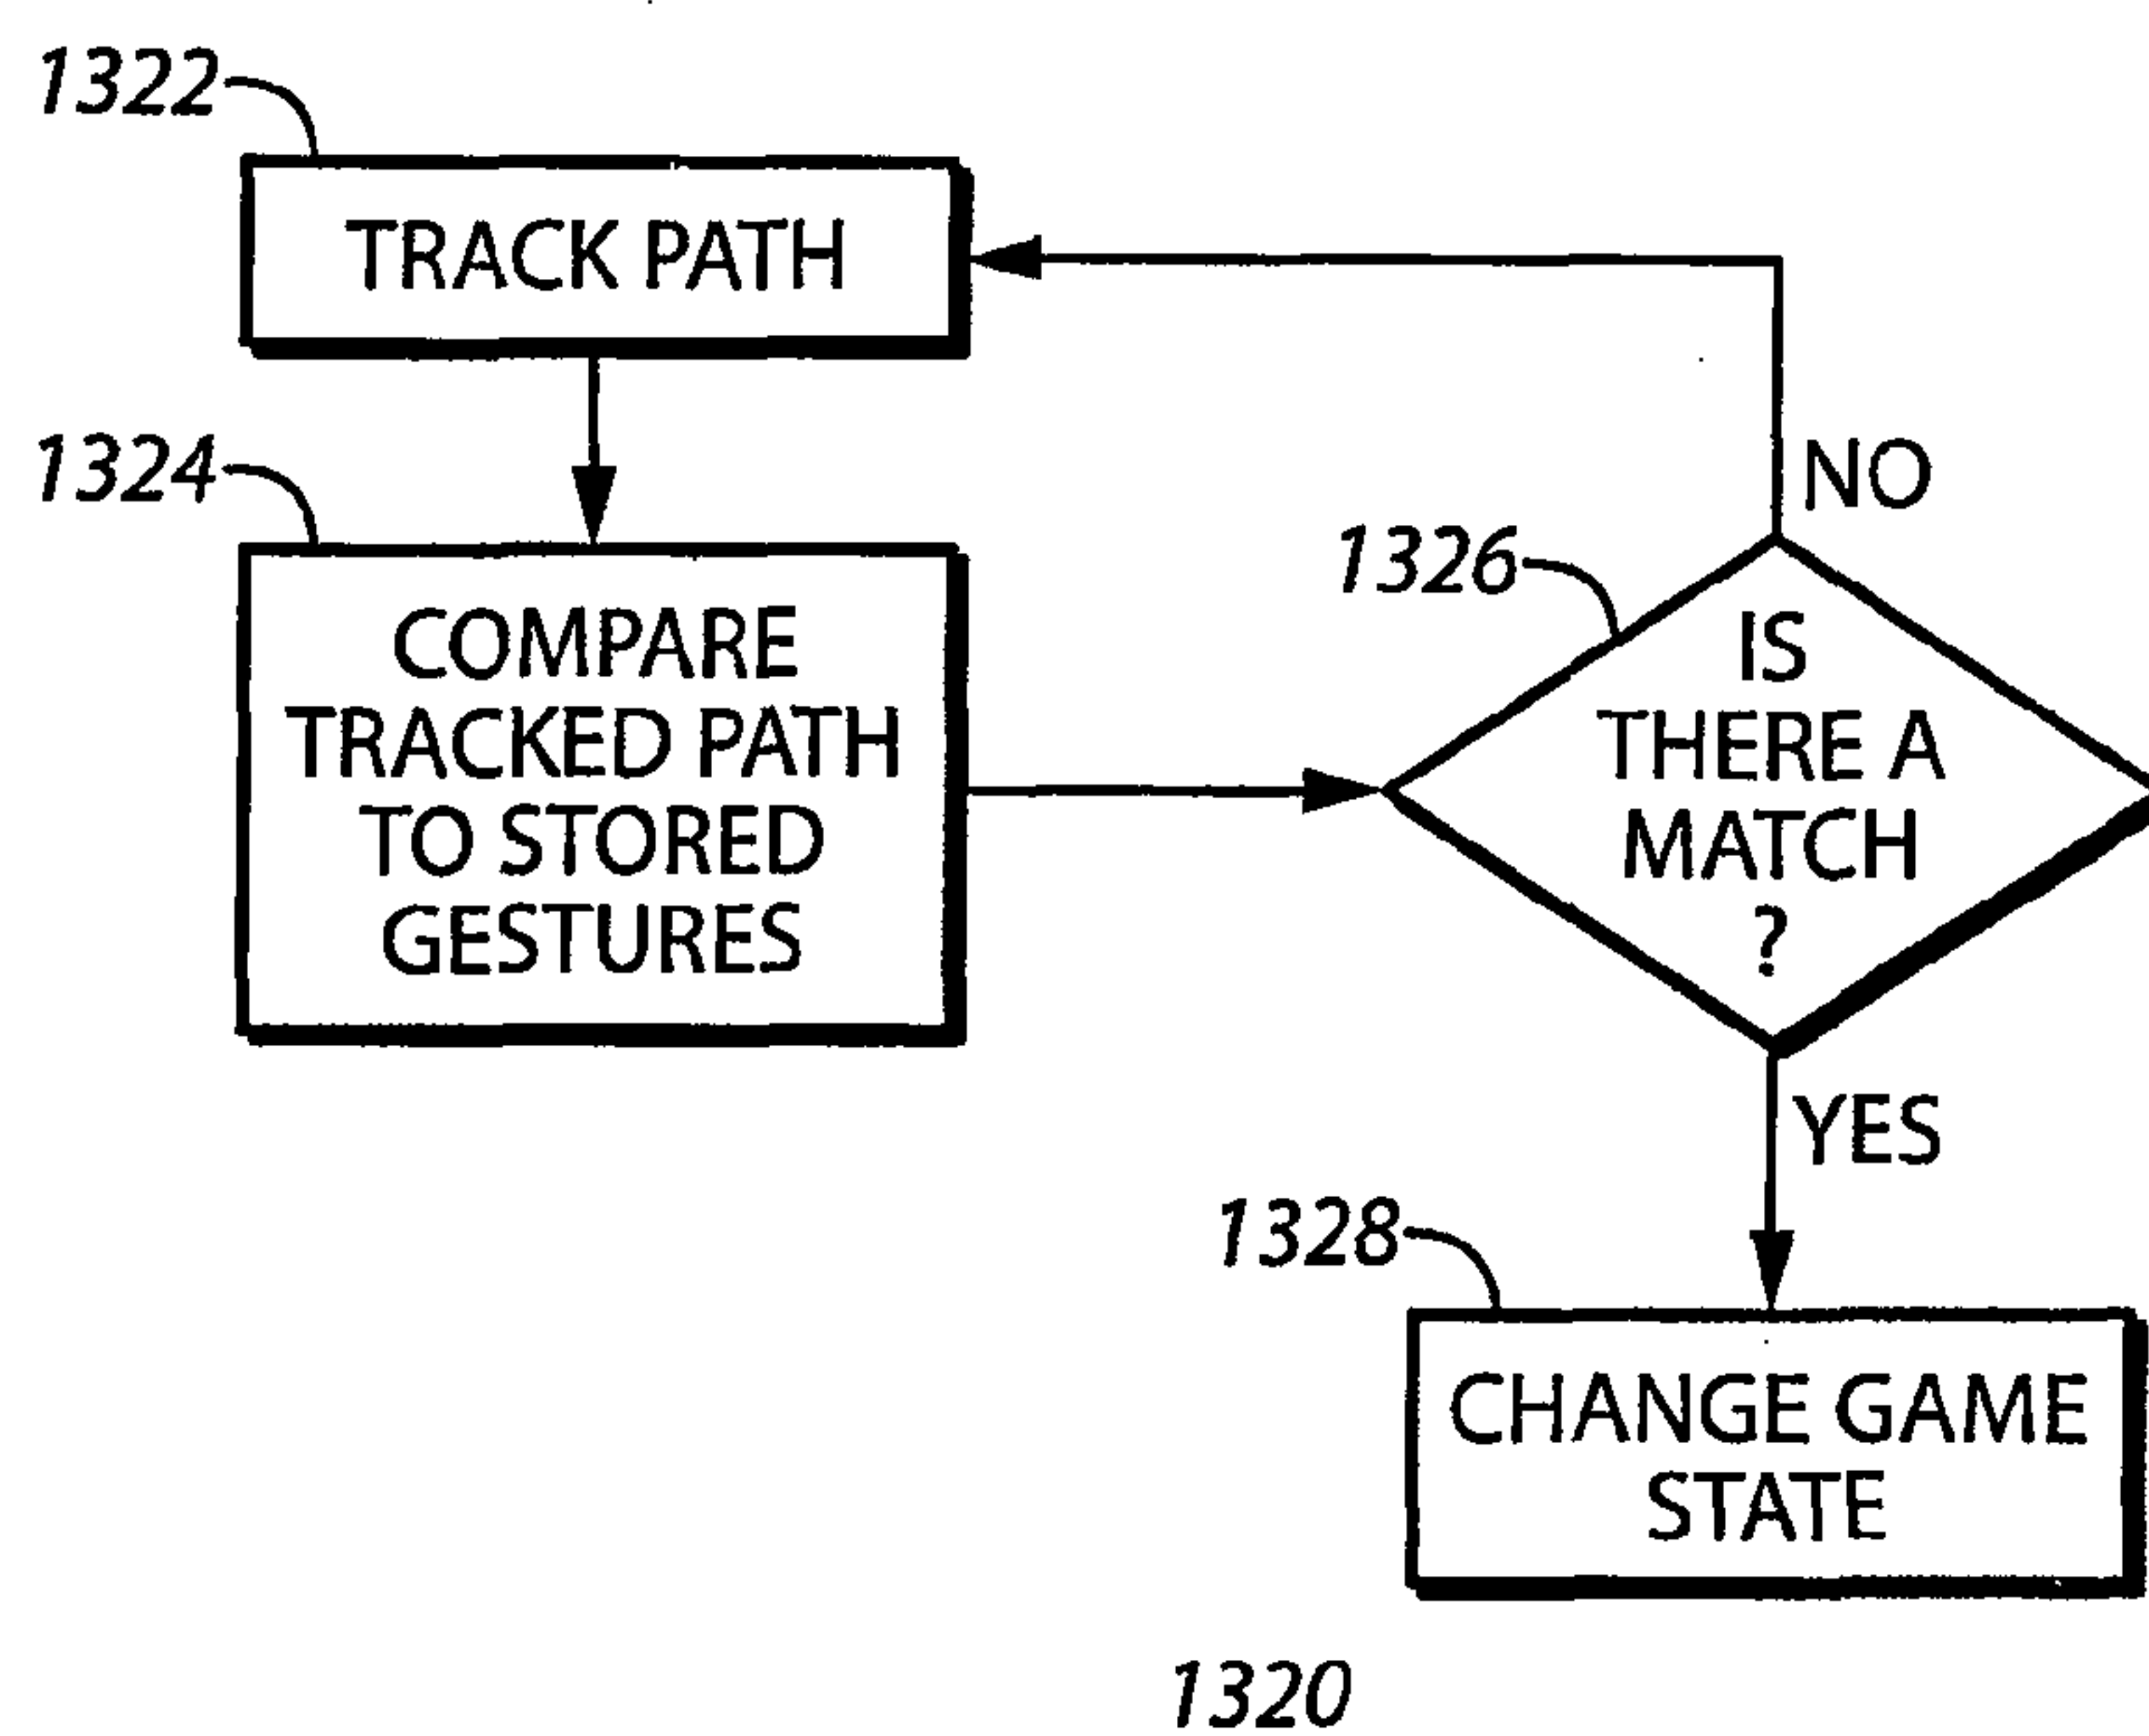 1322
TRACK PATH
1324
COMPARE
TRACKED PATH
TO STORED
GESTURES
NO
1326
IS
THERE A
MATCH
?
YES
1328
CHANGE GAME
STATE
1320